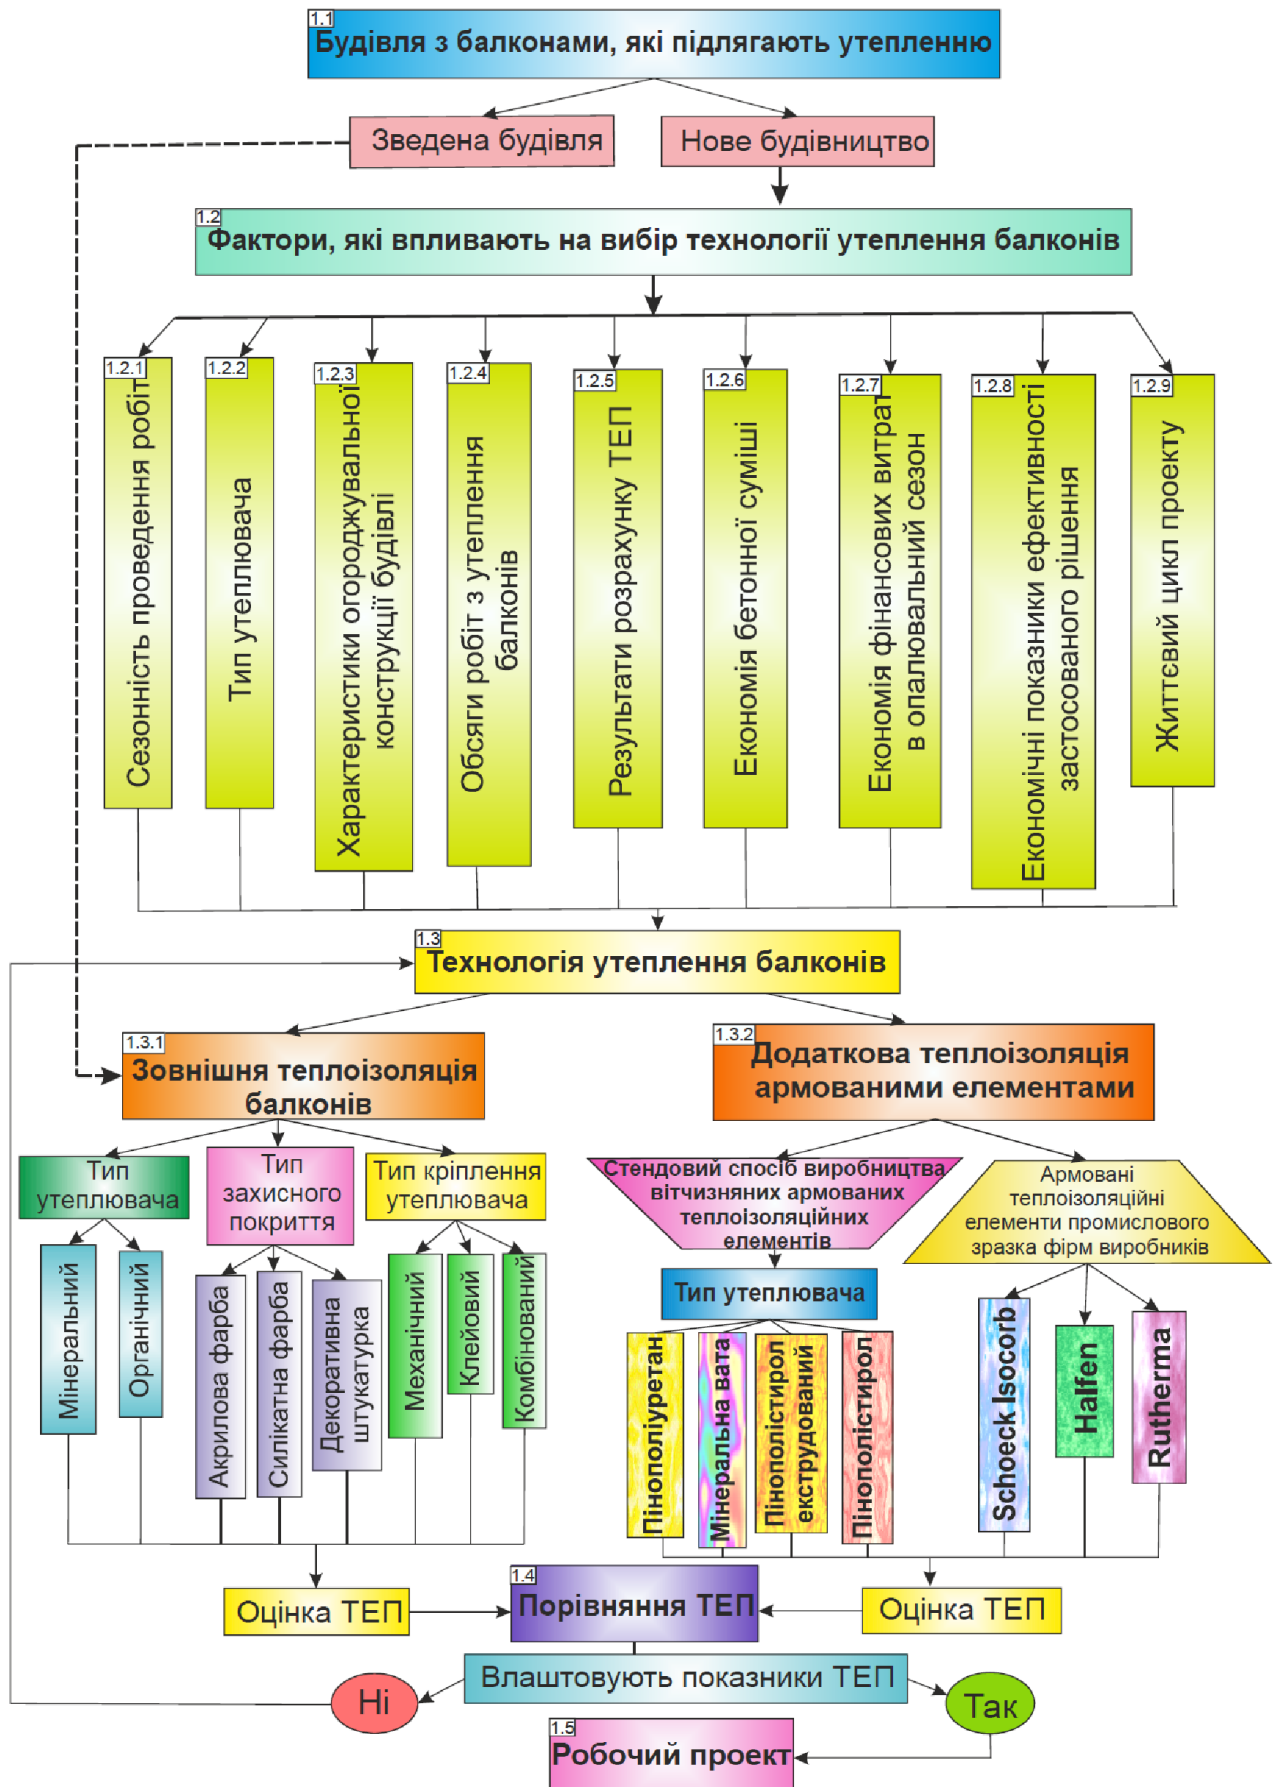 1.1
Будівля з балконами, які підлягають утепленню
Зведена будівля
Нове будівництво
1.2
Фактори, які впливають на вибір технології утеплення балконів
1.2.1
Сезонність проведення робіт
1.2.2
Тип утеплювача
1.2.3
Характеристики огороджувальної
конструкції будівлі
1.2.4
Обсяги робіт з утеплення
балконів
1.2.5
Результати розрахунку ТЕП
1.2.6
Економія бетонної суміші
1.2.7
Економія фінансових витрат
в опалювальний сезон
1.2.8
Економічні показники ефективності
застосованого рішення
1.2.9
Життєвий цикл проекту
1.3
Технологія утеплення балконів
1.3.1
Зовнішня теплоізоляція
балконів
1.3.2
Додаткова теплоізоляція
армованими елементами
Тип
утеплювача
Тип
захисного
покриття
Тип кріплення
утеплювача
Стендовий спосіб виробництва
вітчизняних армованих
теплоізоляційних
елементів
Армовані
теплоізоляційні
елементи промислового
зразка фірм виробників
Мінеральний
Органічний
Акрилова фарба
Силікатна фарба
Декоративна
штукатурка
Механічний
Клейовий
Комбінований
Тип утеплювача
Пінополіуретан
Мінеральна вата
Пінополістирол
екструдований
Пінополістирол
Schoeck Isocorb
Halfen
Rutherma
Оцінка ТЕП
1.4
Порівняння ТЕП
Оцінка ТЕП
Влаштовують показники ТЕП
Ні
Так
1.5
Робочий проект